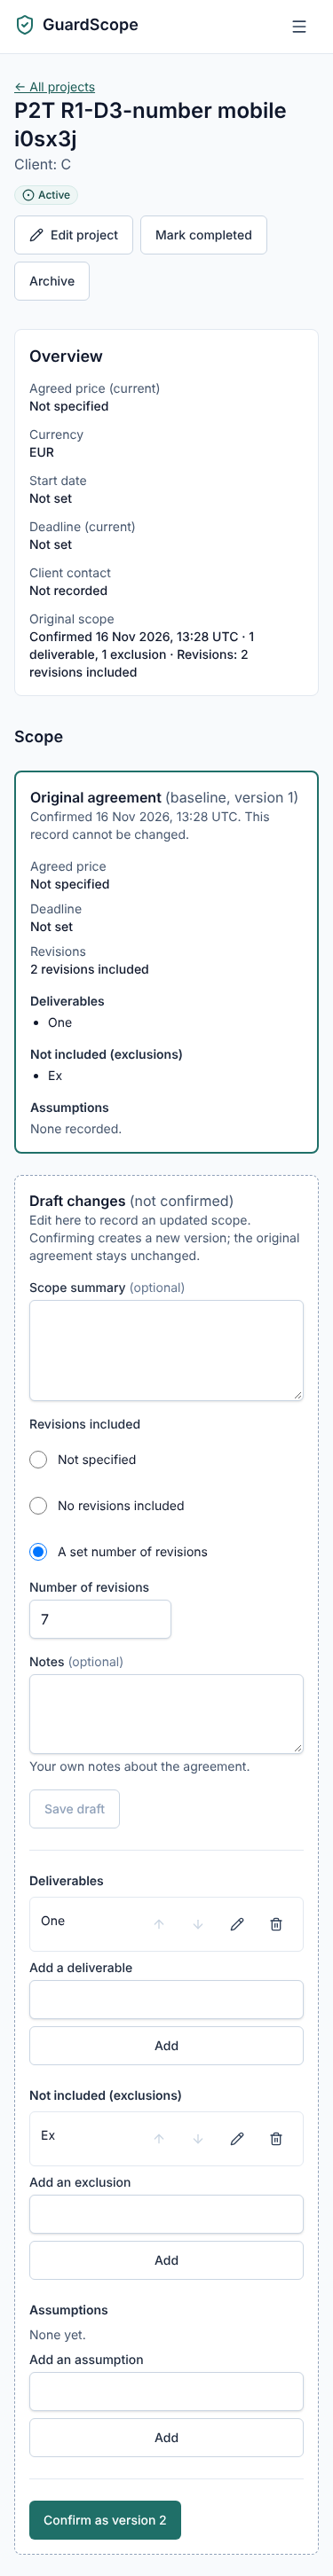 GuardScope
← All projects
P2T R1-D3-number mobile
i0sx3j
Client: C
Active
Edit project
Mark completed
Archive
Overview
Agreed price (current)
Not specified
Currency
EUR
Start date
Not set
Deadline (current)
Not set
Client contact
Not recorded
Original scope
Confirmed 16 Nov 2026, 13:28 UTC · 1
deliverable, 1 exclusion · Revisions: 2
revisions included
Scope
Original agreement (baseline, version 1)
Confirmed 16 Nov 2026, 13:28 UTC. This
record cannot be changed.
Agreed price
Not specified
Deadline
Not set
Revisions
2 revisions included
Deliverables
• One
Not included (exclusions)
• Ex
Assumptions
None recorded.
Draft changes (not confirmed)
Edit here to record an updated scope.
Confirming creates a new version; the original
agreement stays unchanged.
Scope summary (optional)
Revisions included
Not specified
No revisions included
A set number of revisions
Number of revisions
7
Notes (optional)
Your own notes about the agreement.
Save draft
Deliverables
One
Add a deliverable
Add
Not included (exclusions)
Ex
Add an exclusion
Add
Assumptions
None yet.
Add an assumption
Add
Confirm as version 2